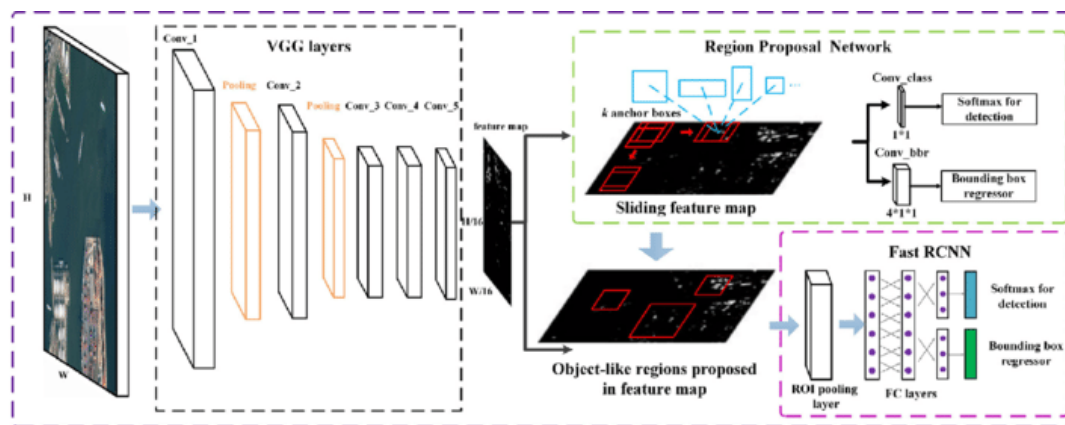 VGG layers
Conv_1
Pooling
Conv_2
Pooling
Conv_3
Conv_4
Conv_5
H
W
feature map
H/16
W/16
Region Proposal Network
k anchor boxes
...
Sliding feature map
Conv_class
1*1
Softmax for
detection
Conv_bbr
4*1*1
Bounding box
regressor
Object-like regions proposed
in feature map
Fast RCNN
ROI pooling
layer
FC layers
Softmax for
detection
Bounding box
regressor